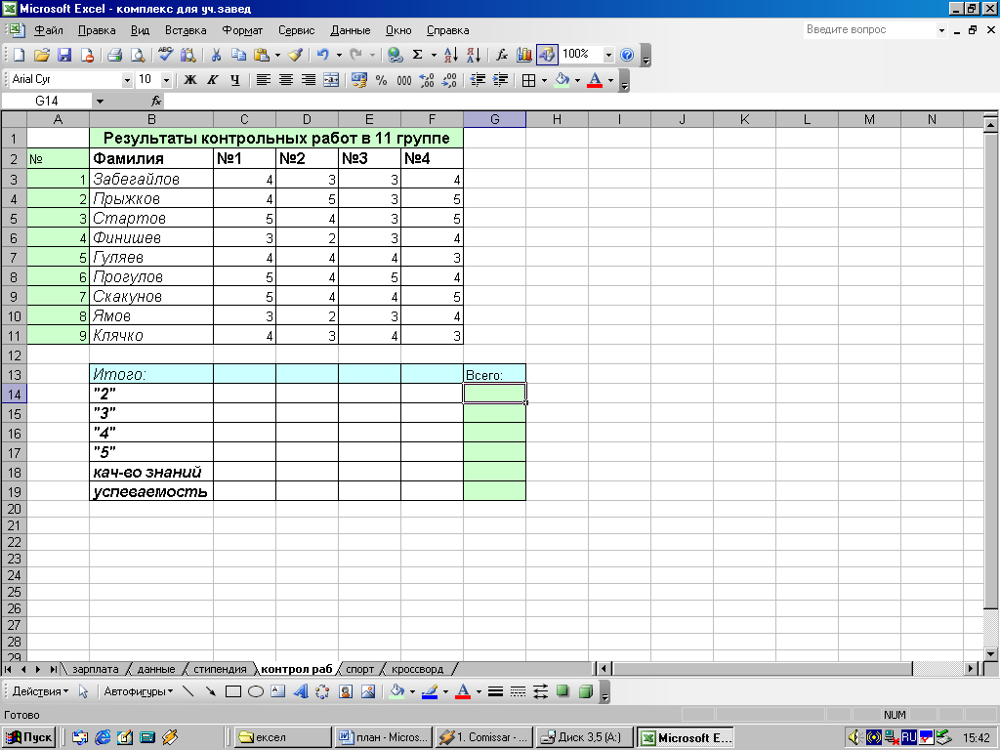 Microsoft Excel - комплекс для уч.завед
Файл Правка Вид Вставка Формат Сервис Данные Окно Справка Введите вопрос
100%
Arial Cyr 10 Ж К Ч % 000
G14 fx
A B C D E F G H I J K L M N
1 Результаты контрольных работ в 11 группе
2 № Фамилия №1 №2 №3 №4
3 1 Забегайлов 4 3 3 4
4 2 Прыжков 4 5 3 5
5 3 Стартов 5 4 3 5
6 4 Финишев 3 2 3 4
7 5 Гуляев 4 4 4 3
8 6 Прогулов 5 4 5 4
9 7 Скакунов 5 4 4 5
10 8 Ямов 3 2 3 4
11 9 Клячко 4 3 4 3
12
13 Итого: Всего:
14 "2"
15 "3"
16 "4"
17 "5"
18 кач-во знаний
19 успеваемость
20
21
22
23
24
25
26
27
28
29
зарплата данные стипендия контрол раб спорт кроссворд
Действия Автофигуры
Готово NUM
Пуск ексел план - Micros... 1. Comissar - ... Диск 3,5 (A:) Microsoft E... RU 15:42